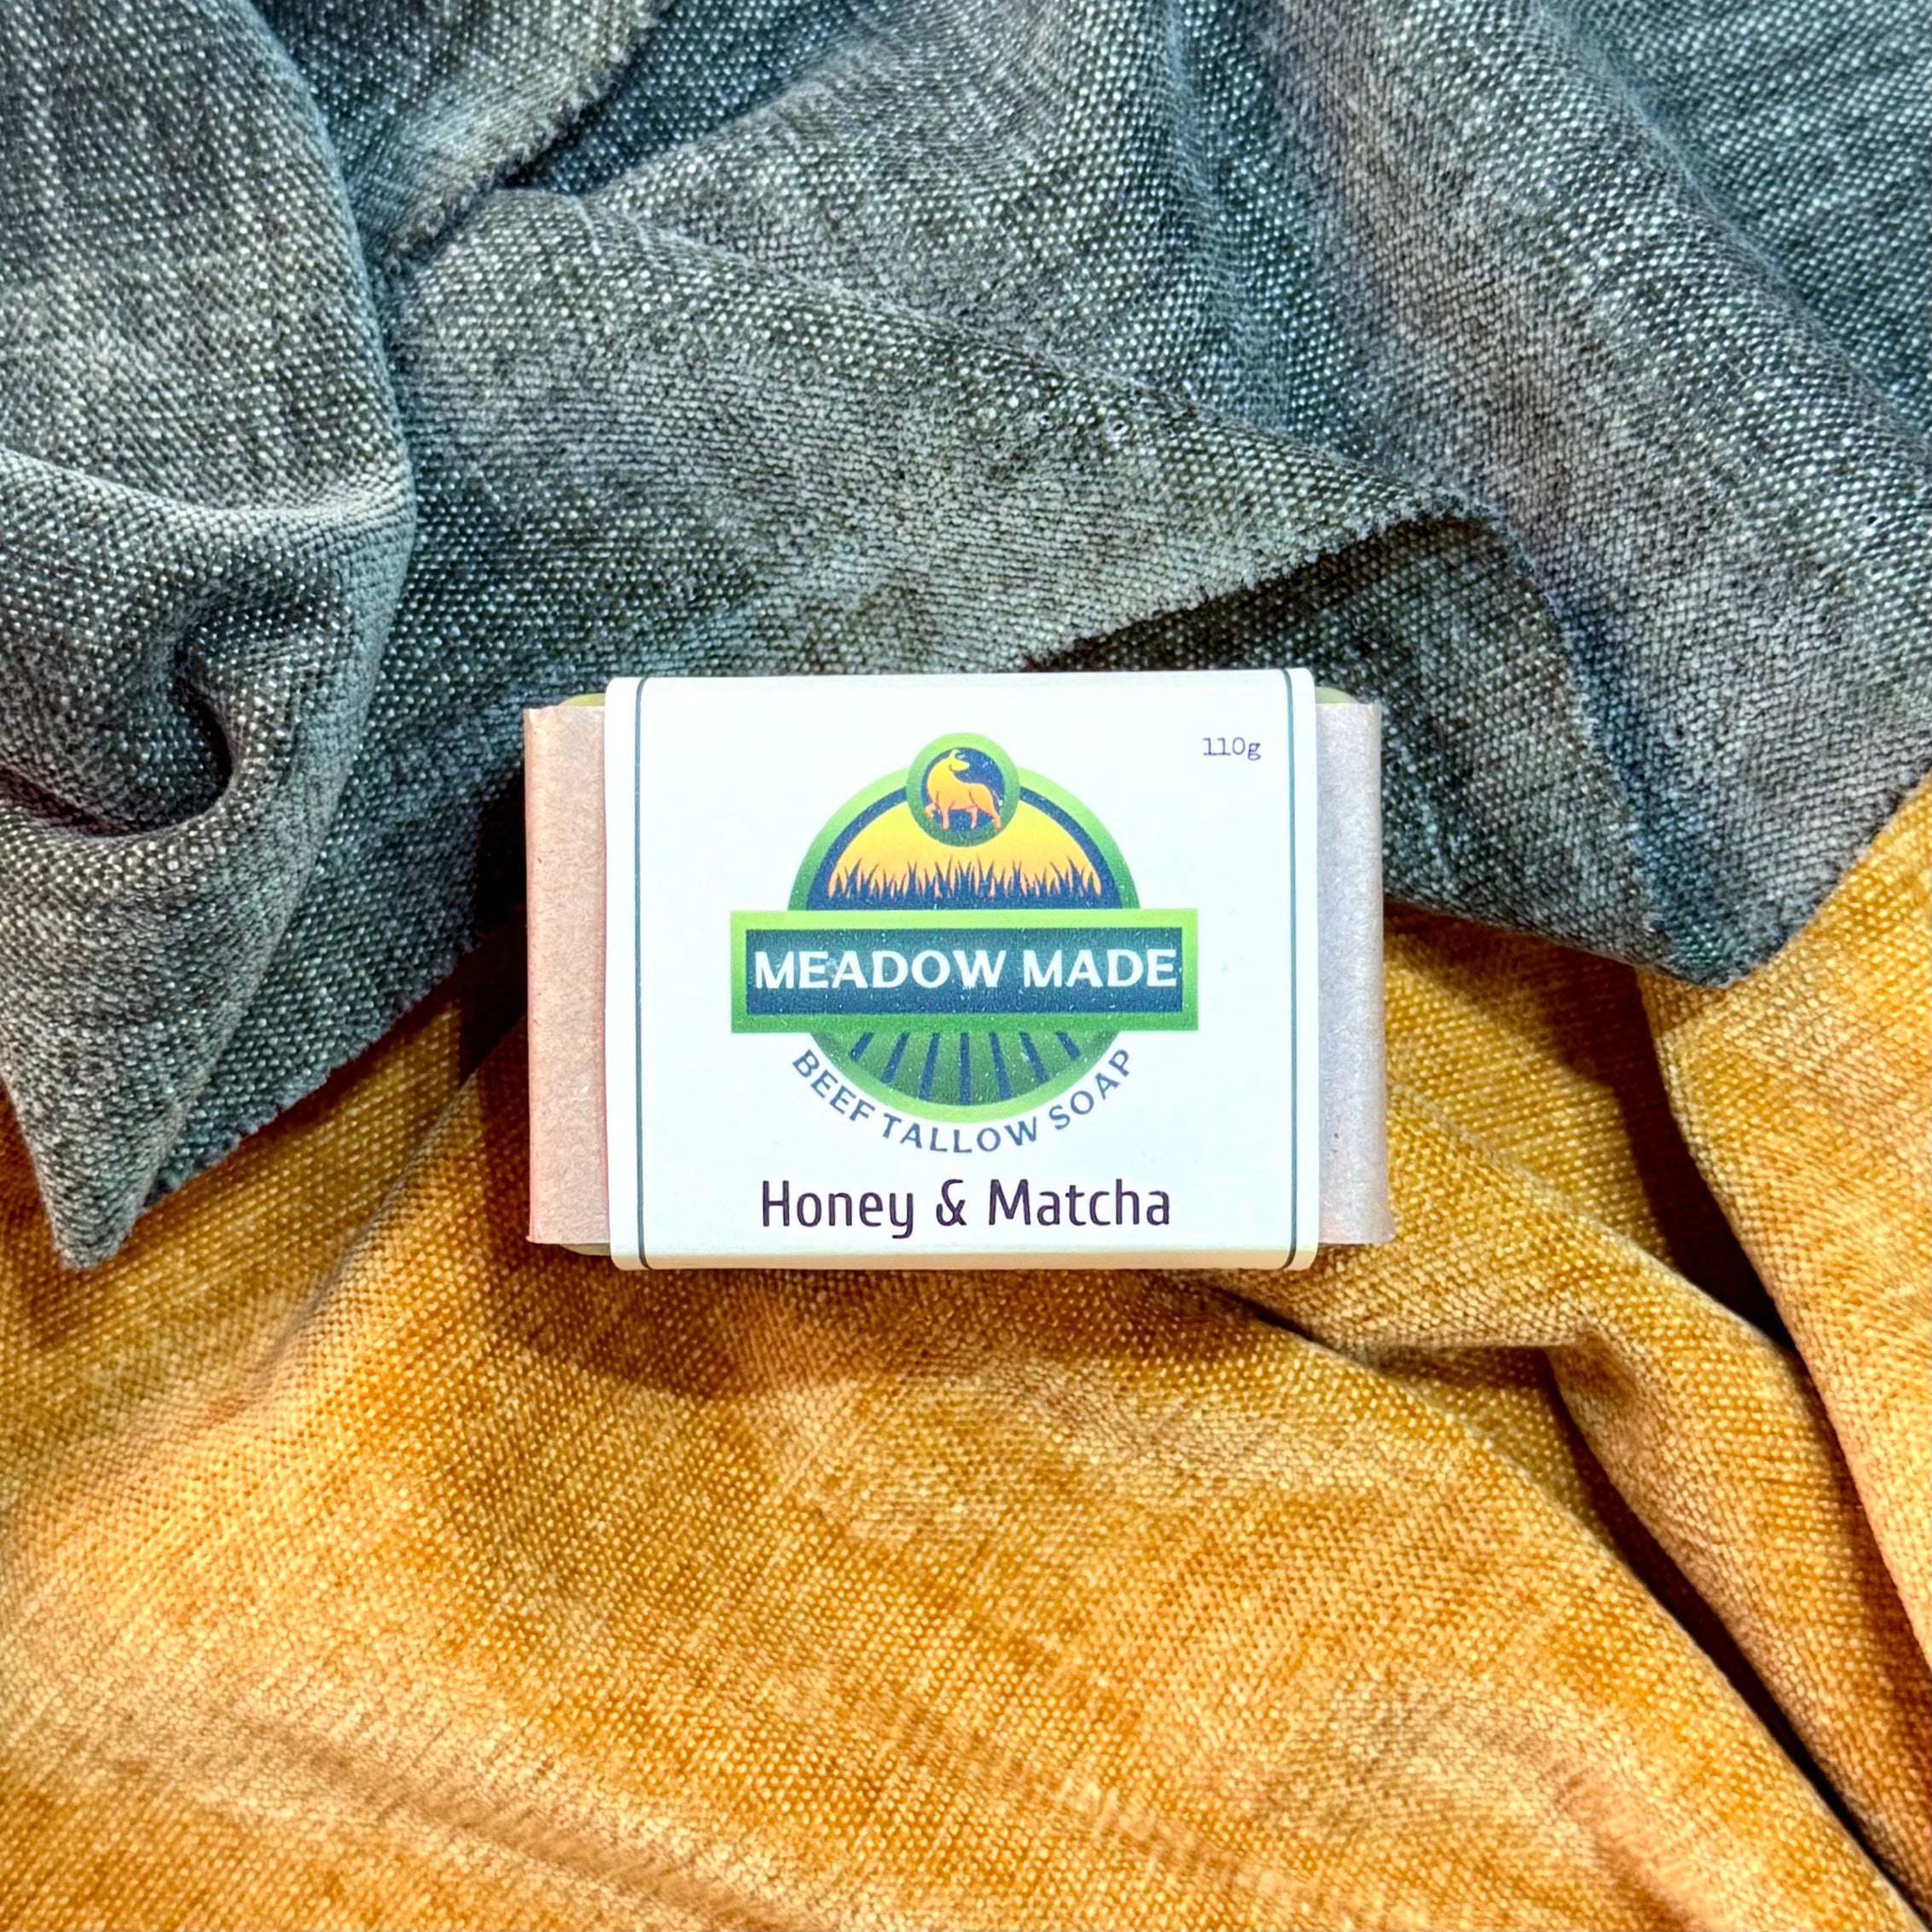 110g
MEADOW MADE
BEEF TALLOW SOAP
Honey & Matcha